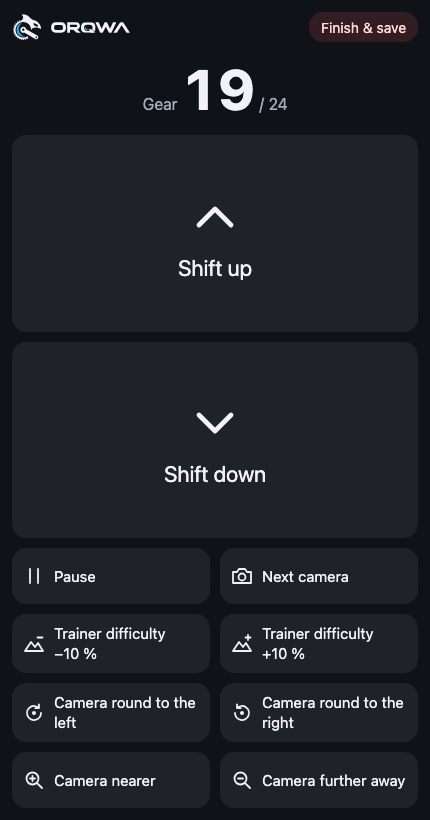 ORQWA
Finish & save
Gear 19 / 24
Shift up
Shift down
Pause
Next camera
Trainer difficulty
−10 %
Trainer difficulty
+10 %
Camera round to the
left
Camera round to the
right
Camera nearer
Camera further away